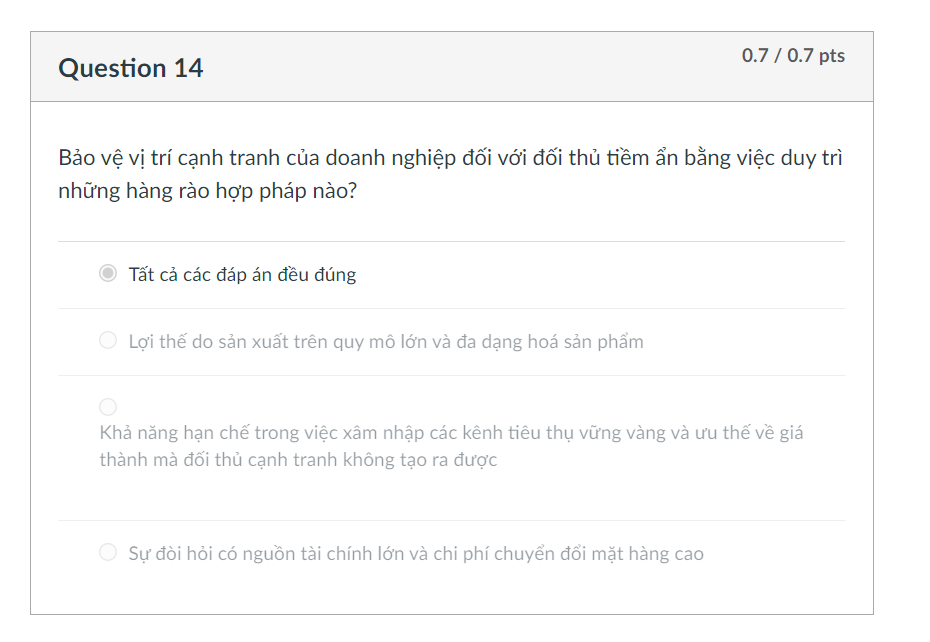 Question 14
0.7 / 0.7 pts
Bảo vệ vị trí cạnh tranh của doanh nghiệp đối với đối thủ tiềm ẩn bằng việc duy trì
những hàng rào hợp pháp nào?
Tất cả các đáp án đều đúng
Lợi thế do sản xuất trên quy mô lớn và đa dạng hoá sản phẩm
Khả năng hạn chế trong việc xâm nhập các kênh tiêu thụ vững vàng và ưu thế về giá
thành mà đối thủ cạnh tranh không tạo ra được
Sự đòi hỏi có nguồn tài chính lớn và chi phí chuyển đổi mặt hàng cao